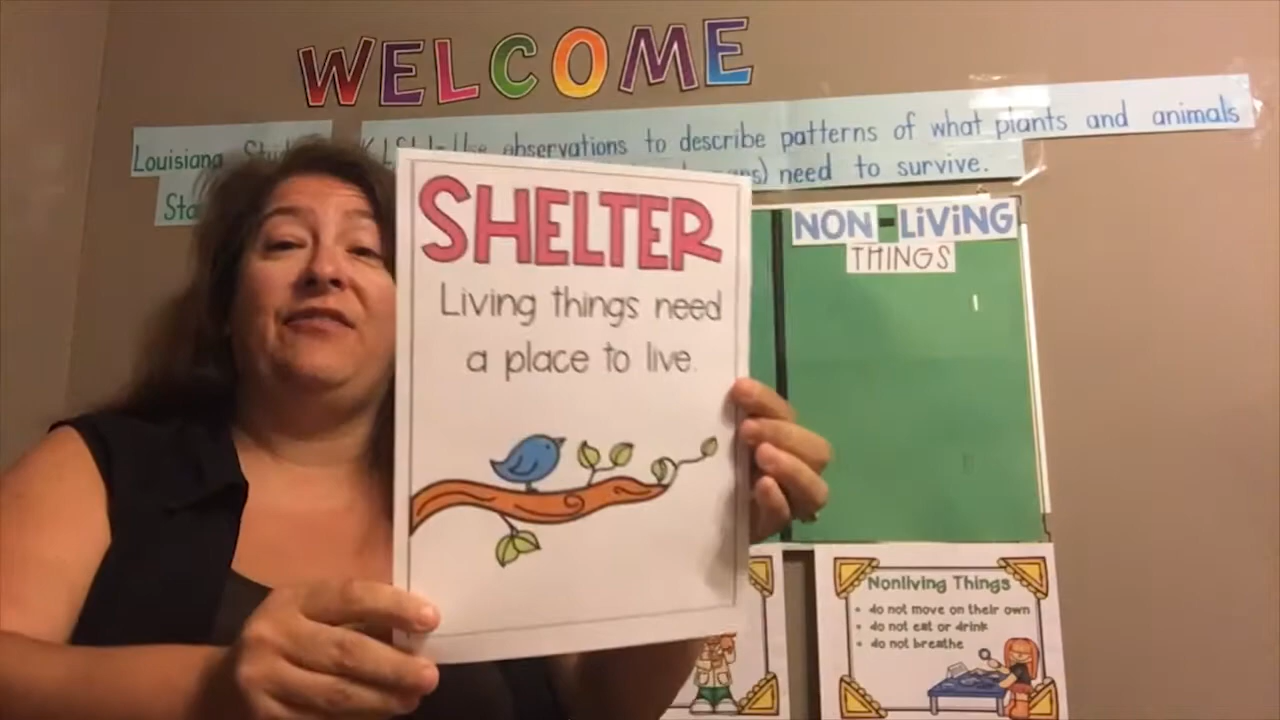 WELCOME
Louisiana
observations to describe patterns of what plants and animals
need to survive.
SHELTER
Living things need
a place to live.
NON-LIVING
THINGS
Nonliving Things
• do not move on their own
• do not eat or drink
• do not breathe